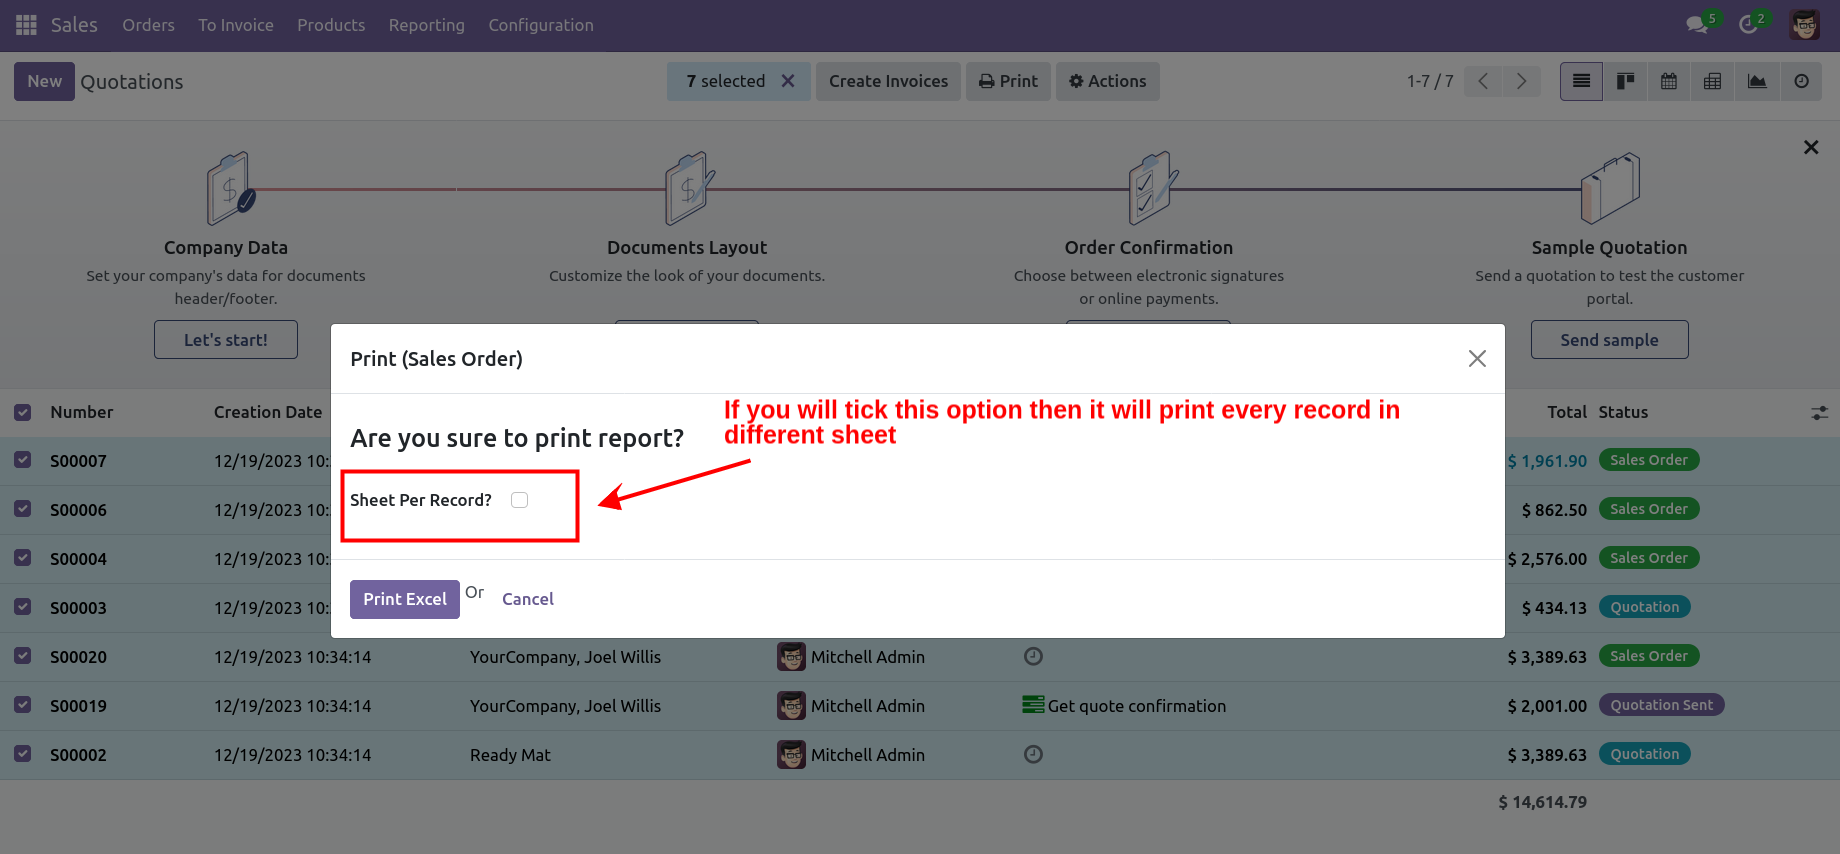 Sales Orders To Invoice Products Reporting Configuration 5 2
New Quotations 7 selected Create Invoices Print Actions 1-7 / 7
Company Data Documents Layout Order Confirmation Sample Quotation
Set your company's data for documents Customize the look of your documents. Choose between electronic signatures Send a quotation to test the customer
header/footer. or online payments. portal.
Let's start! Send sample
Print (Sales Order)
Number Creation Date Total Status
If you will tick this option then it will print every record in
different sheet
Are you sure to print report?
Sheet Per Record?
Print Excel Or Cancel
S00007 12/19/2023 10: $ 1,961.90 Sales Order
S00006 12/19/2023 10: $ 862.50 Sales Order
S00004 12/19/2023 10: $ 2,576.00 Sales Order
S00003 12/19/2023 10: $ 434.13 Quotation
S00020 12/19/2023 10:34:14 YourCompany, Joel Willis Mitchell Admin $ 3,389.63 Sales Order
S00019 12/19/2023 10:34:14 YourCompany, Joel Willis Mitchell Admin Get quote confirmation $ 2,001.00 Quotation Sent
S00002 12/19/2023 10:34:14 Ready Mat Mitchell Admin $ 3,389.63 Quotation
$ 14,614.79